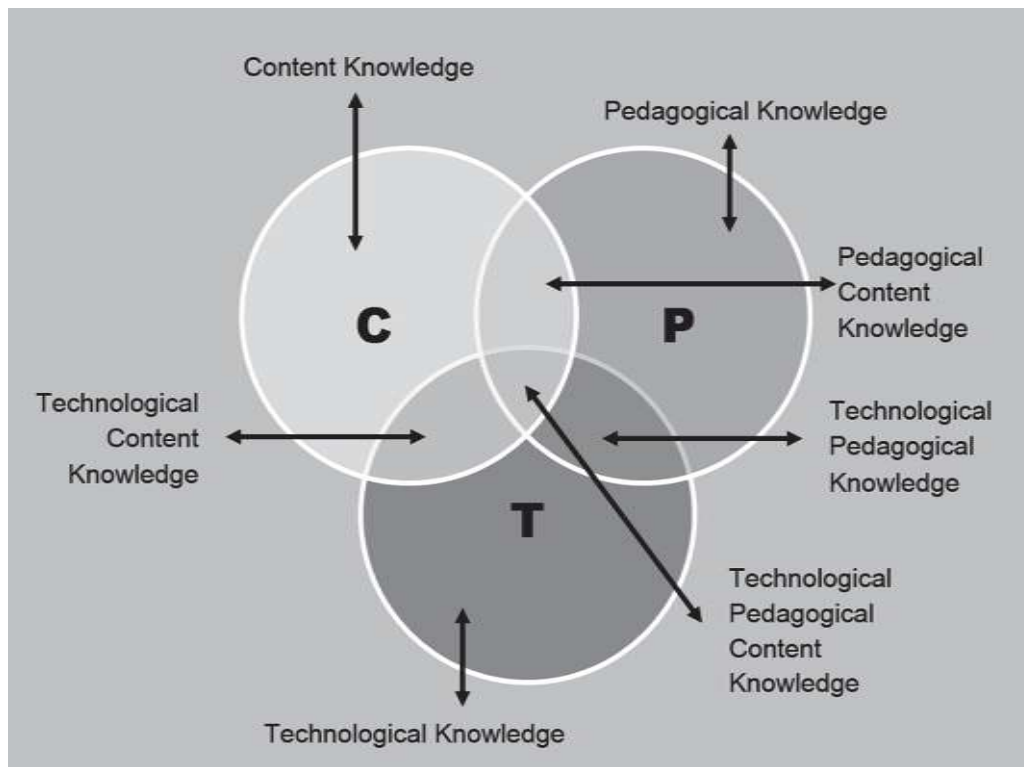 Content Knowledge
Pedagogical Knowledge
Pedagogical
Content
Knowledge
C
P
Technological
Content
Knowledge
Technological
Pedagogical
Knowledge
T
Technological
Pedagogical
Content
Knowledge
Technological Knowledge